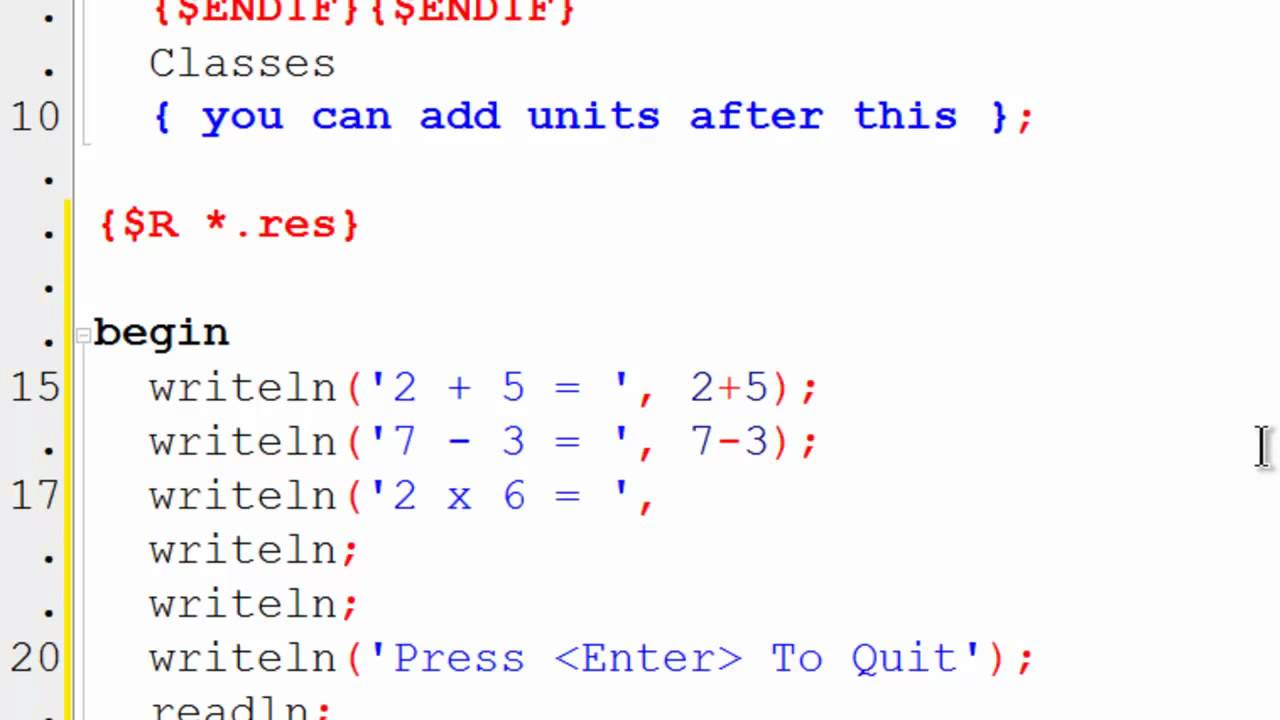 {$ENDIF}{$ENDIF}
. Classes
10 { you can add units after this };
.
. {$R *.res}
.
. begin
15 writeln('2 + 5 = ', 2+5);
. writeln('7 - 3 = ', 7-3);
17 writeln('2 x 6 = ',
. writeln;
. writeln;
20 writeln('Press <Enter> To Quit');
. readln;